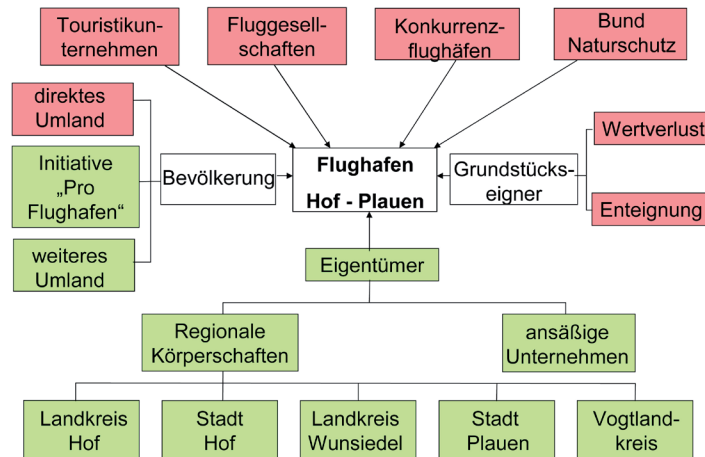 Touristikun-
ternehmen
Fluggesell-
schaften
Konkurrenz-
flughäfen
Bund
Naturschutz
direktes
Umland
Initiative
„Pro
Flughafen“
weiteres
Umland
Bevölkerung
Flughafen
Hof - Plauen
Grundstücks-
eigner
Wertverlust
Enteignung
Eigentümer
Regionale
Körperschaften
ansäßige
Unternehmen
Landkreis
Hof
Stadt
Hof
Landkreis
Wunsiedel
Stadt
Plauen
Vogtland-
kreis